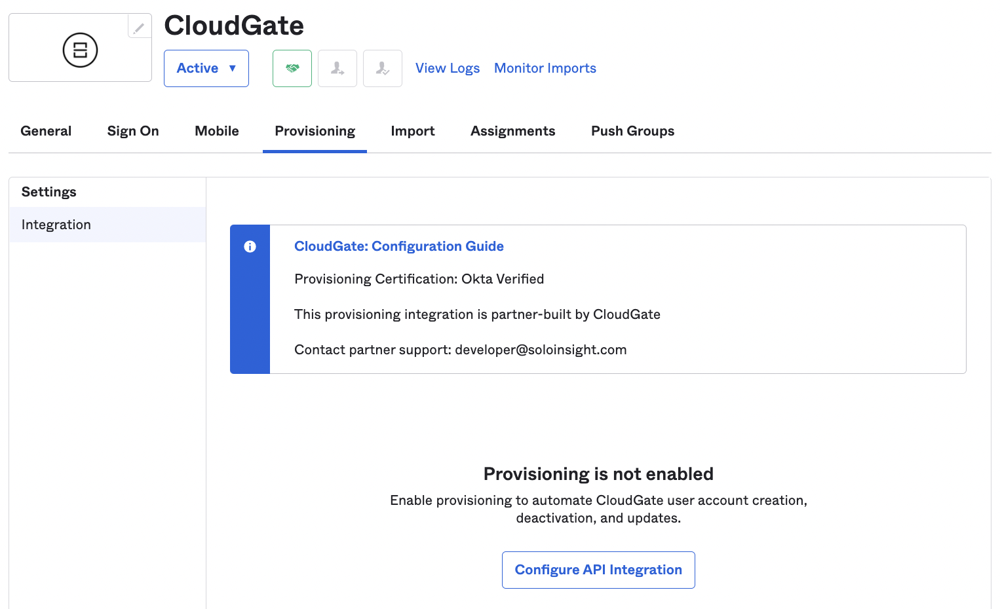 CloudGate
Active ▼
View Logs
Monitor Imports
General
Sign On
Mobile
Provisioning
Import
Assignments
Push Groups
Settings
Integration
CloudGate: Configuration Guide
Provisioning Certification: Okta Verified
This provisioning integration is partner-built by CloudGate
Contact partner support: developer@soloinsight.com
Provisioning is not enabled
Enable provisioning to automate CloudGate user account creation,
deactivation, and updates.
Configure API Integration